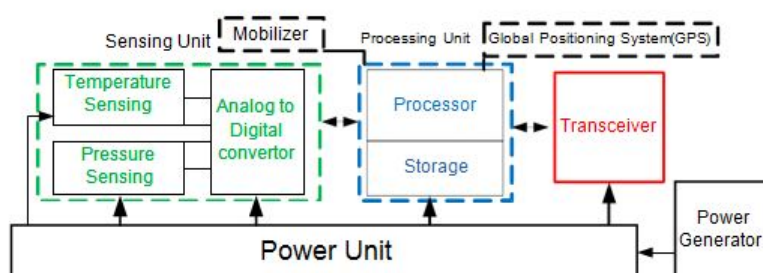 Sensing Unit
Mobilizer
Processing Unit
Global Positioning System(GPS)
Temperature
Sensing
Analog to
Digital
convertor
Pressure
Sensing
Processor
Storage
Transceiver
Power
Generator
Power Unit